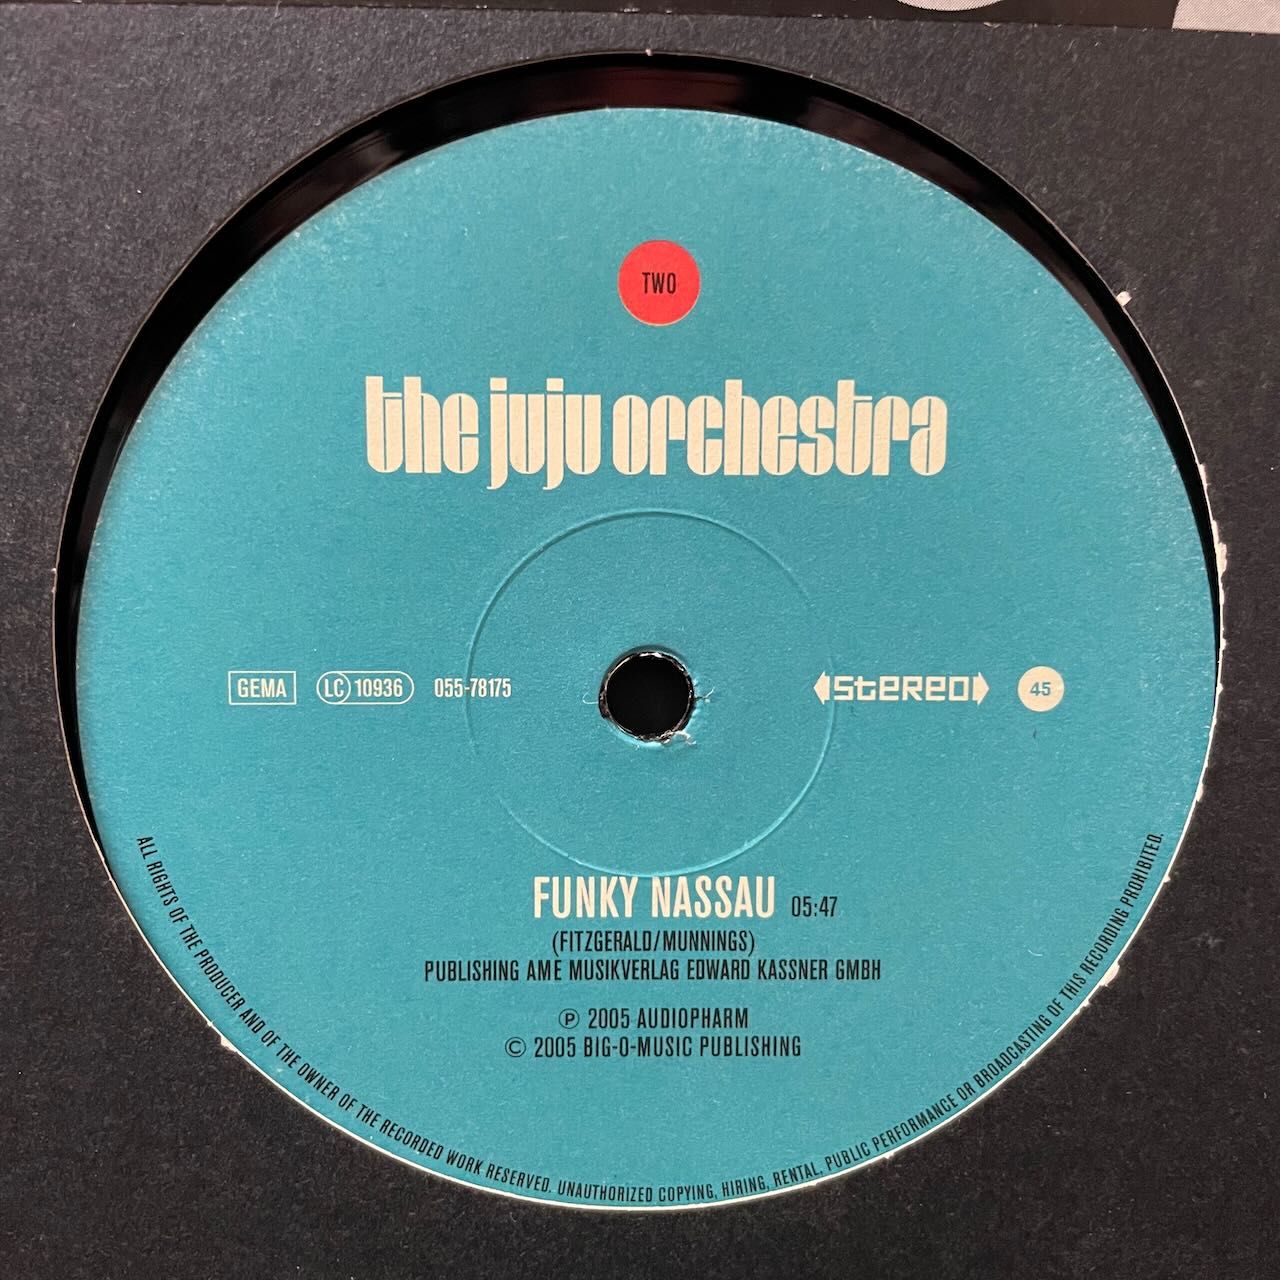 TWO
the juju orchestra
GEMA LC 10936 055-78175 STEREO 45
FUNKY NASSAU 05:47
(FITZGERALD/MUNNINGS)
PUBLISHING AME MUSIKVERLAG EDWARD KASSNER GMBH
℗ 2005 AUDIOPHARM
© 2005 BIG-O-MUSIC PUBLISHING
ALL RIGHTS OF THE PRODUCER AND OF THE OWNER OF THE RECORDED WORK RESERVED. UNAUTHORIZED COPYING, HIRING, RENTAL, PUBLIC PERFORMANCE OR BROADCASTING OF THIS RECORDING PROHIBITED.